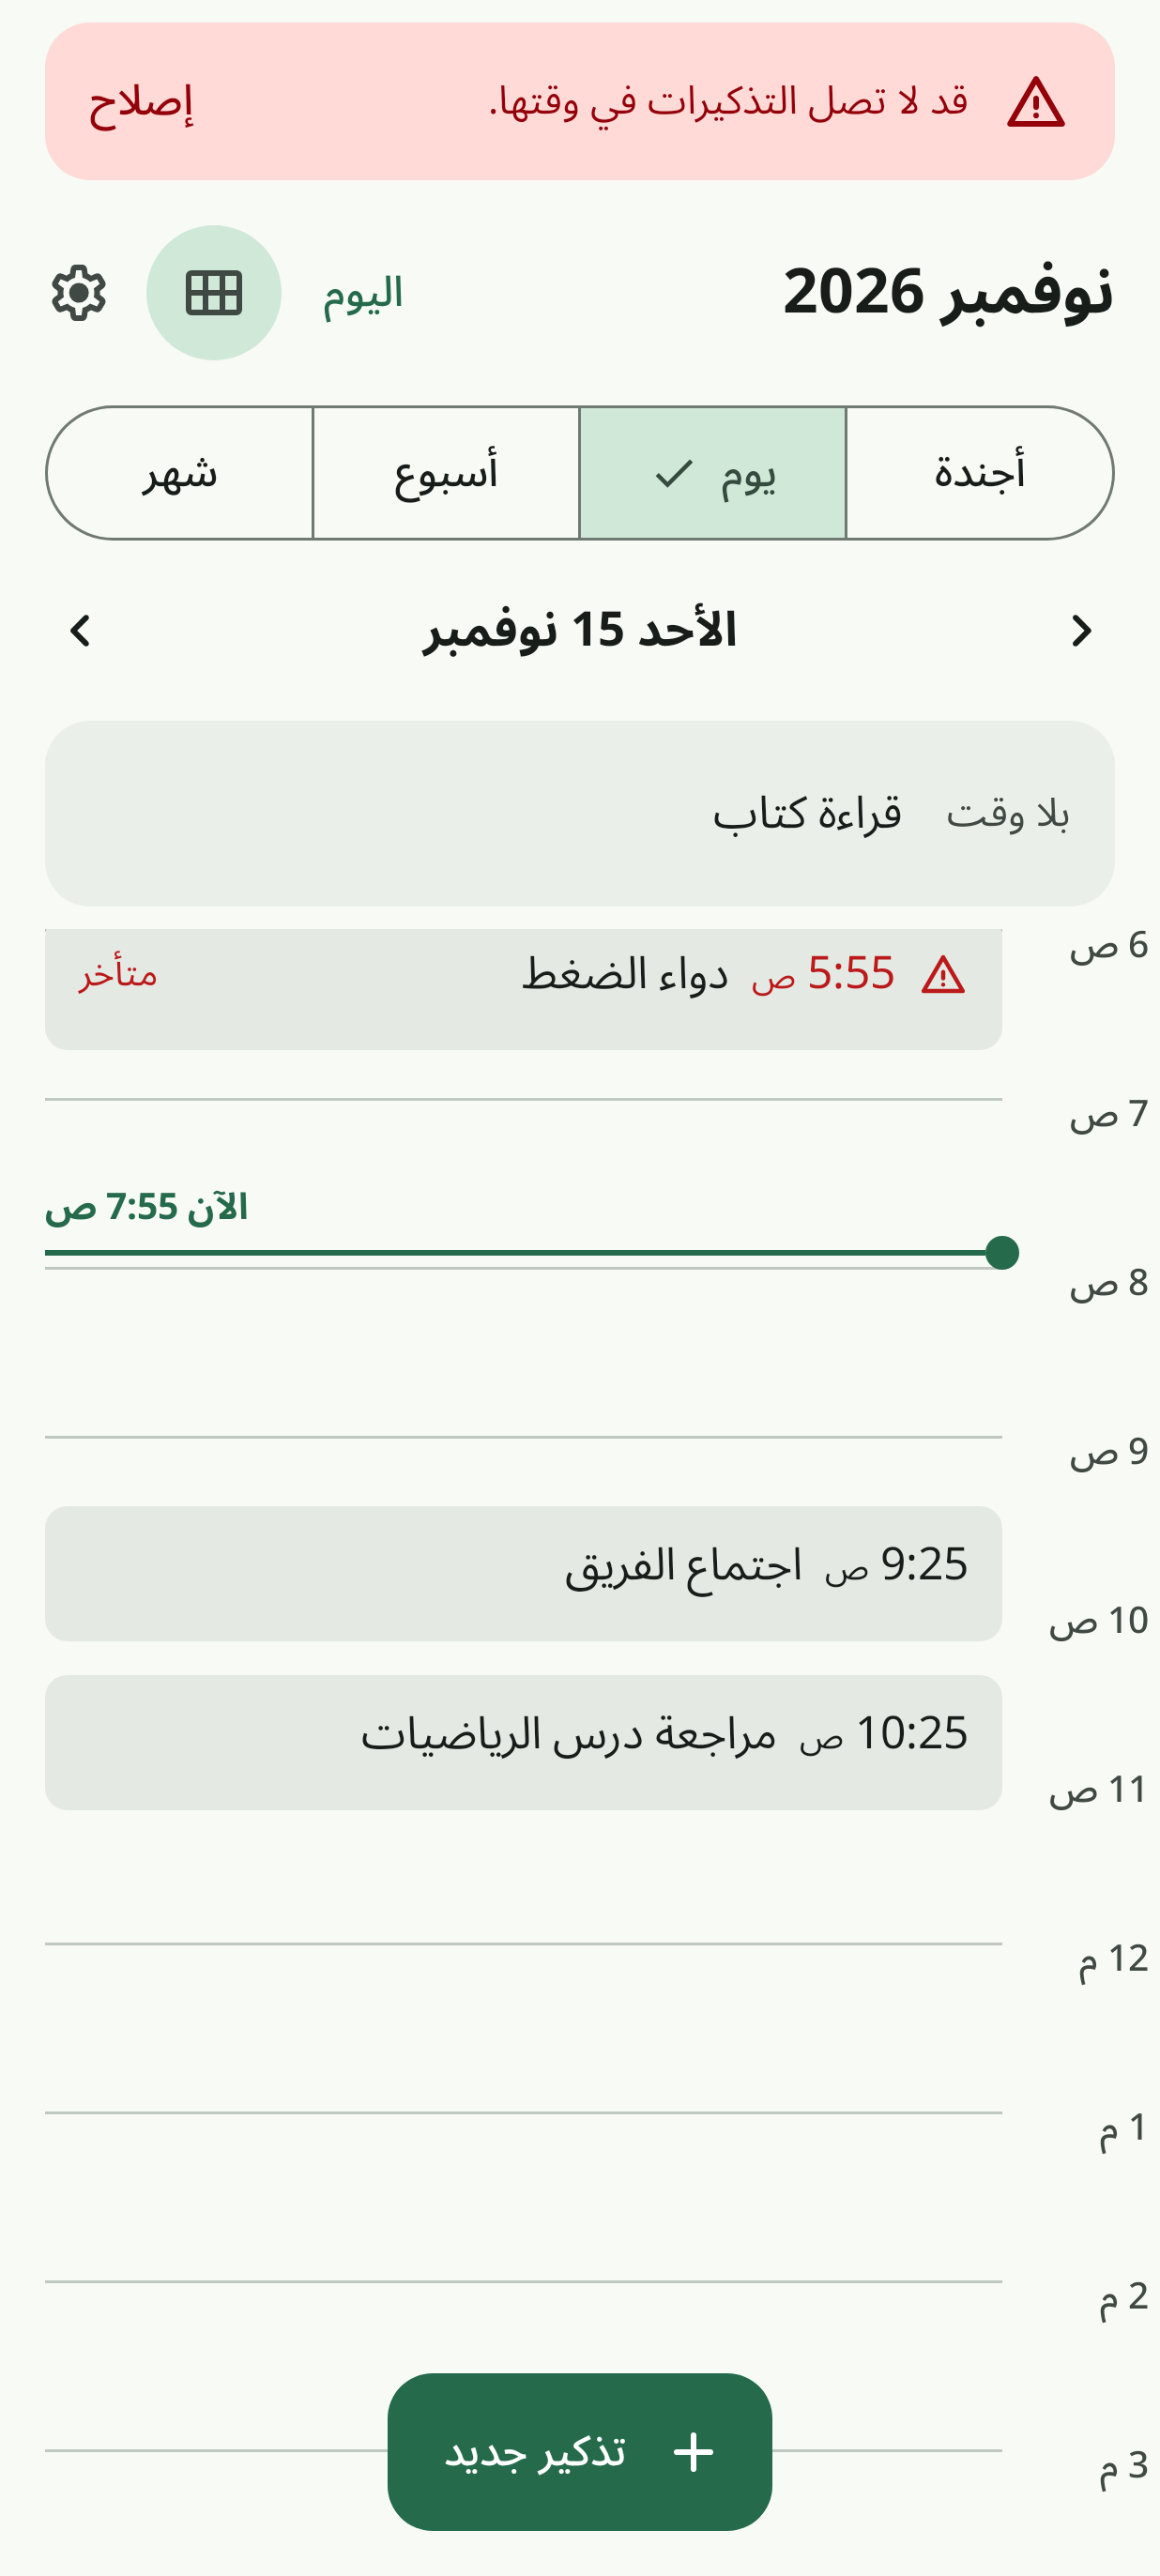 قد لا تصل التذكيرات في وقتها. إصلاح
نوفمبر 2026 اليوم
أجندة يوم أسبوع شهر
الأحد 15 نوفمبر
بلا وقت قراءة كتاب
6 ص
5:55 ص دواء الضغط متأخر
7 ص
الآن 7:55 ص
8 ص
9 ص
9:25 ص اجتماع الفريق
10 ص
10:25 ص مراجعة درس الرياضيات
11 ص
12 م
1 م
2 م
تذكير جديد
3 م